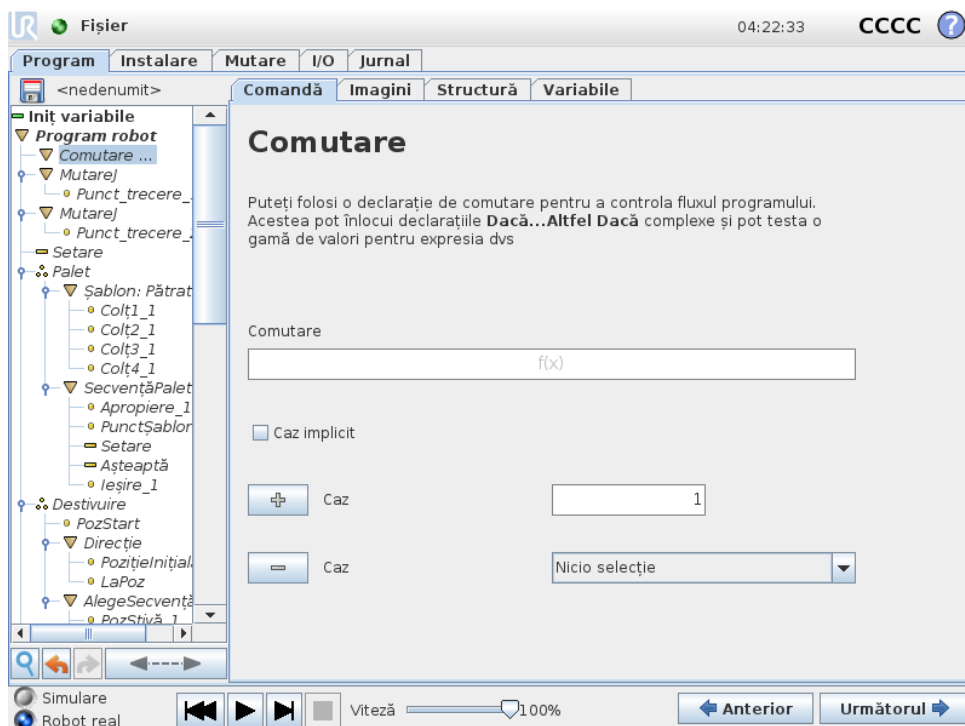 UR Fișier 04:22:33 CCCC ?
Program Instalare Mutare I/O Jurnal
<nedenumit>
Comandă Imagini Structură Variabile
Iniț variabile
Program robot
Comutare ...
MutareJ
Punct_trecere_
MutareJ
Punct_trecere_
Setare
Palet
Șablon: Pătrat
Colț1_1
Colț2_1
Colț3_1
Colț4_1
SecvențăPalet
Apropiere_1
PunctȘablon
Setare
Așteaptă
Ieșire_1
Destivuire
PozStart
Direcție
PozițieInițial
LaPoz
AlegeSecvență
PozStivă_1
Comutare
Puteți folosi o declarație de comutare pentru a controla fluxul programului.
Acestea pot înlocui declarațiile Dacă...Altfel Dacă complexe și pot testa o
gamă de valori pentru expresia dvs
Comutare
f(x)
Caz implicit
Caz 1
Caz Nicio selecție
Simulare
Robot real
Viteză 100%
Anterior Următorul